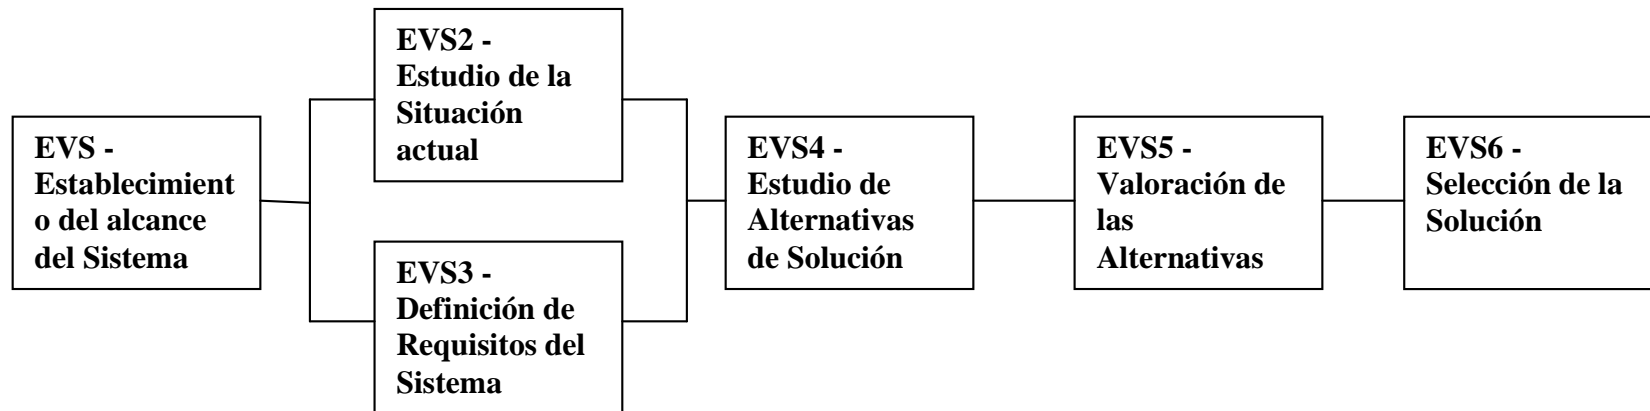 EVS -
Establecimient
o del alcance
del Sistema
EVS2 -
Estudio de la
Situación
actual
EVS3 -
Definición de
Requisitos del
Sistema
EVS4 -
Estudio de
Alternativas
de Solución
EVS5 -
Valoración de
las
Alternativas
EVS6 -
Selección de la
Solución